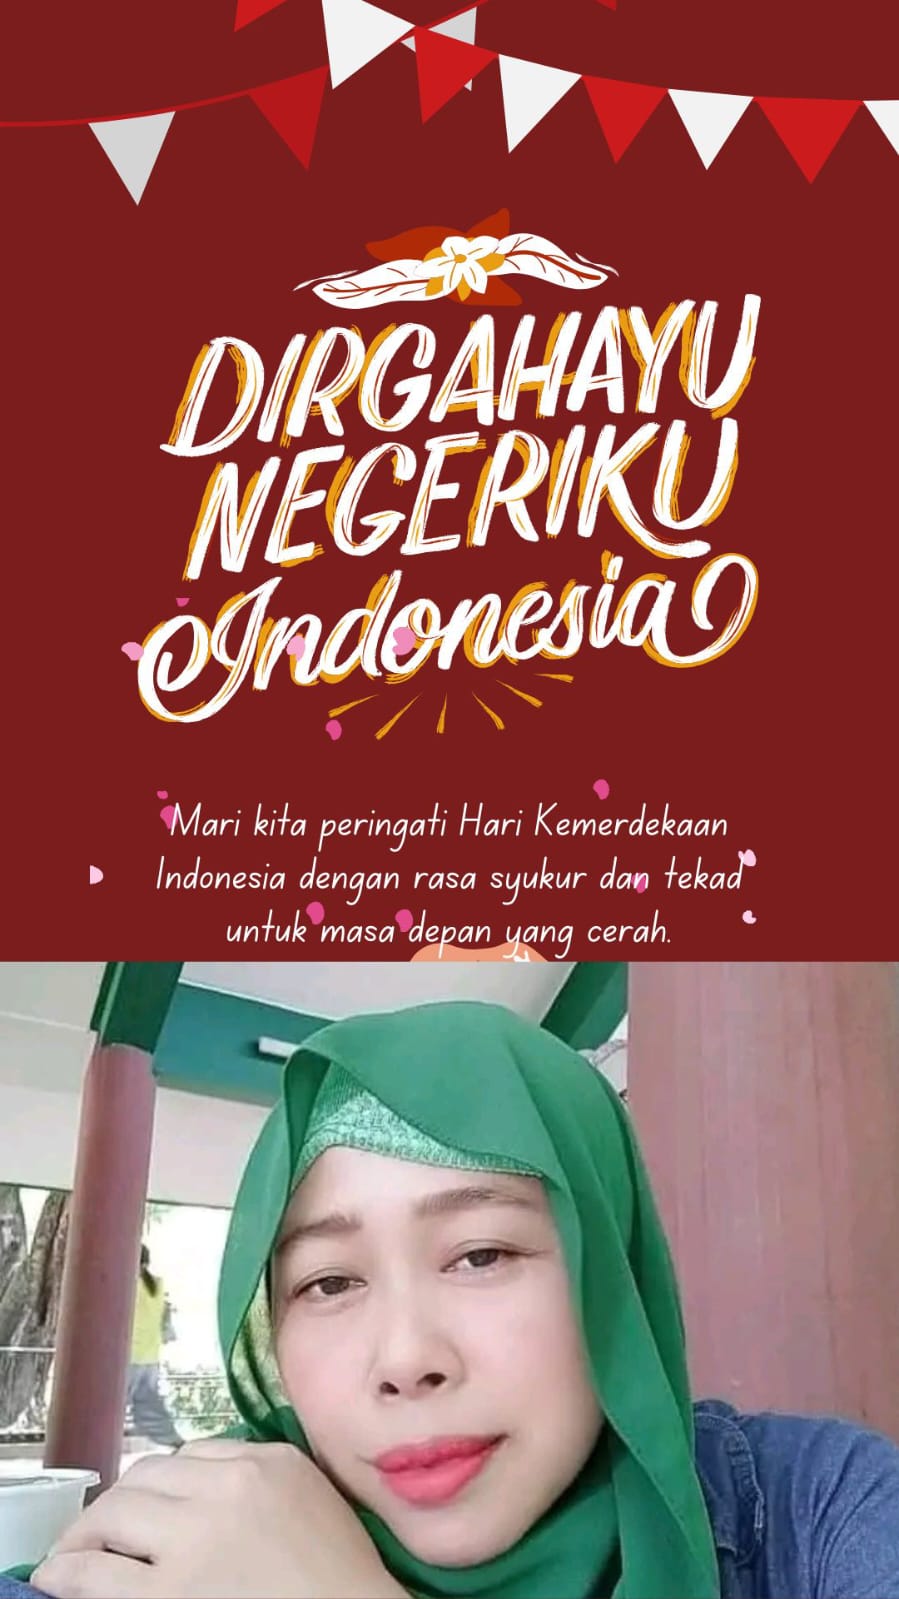 DIRGAHAYU
NEGERIKU
Indonesia
Mari kita peringati Hari Kemerdekaan
Indonesia dengan rasa syukur dan tekad
untuk masa depan yang cerah.